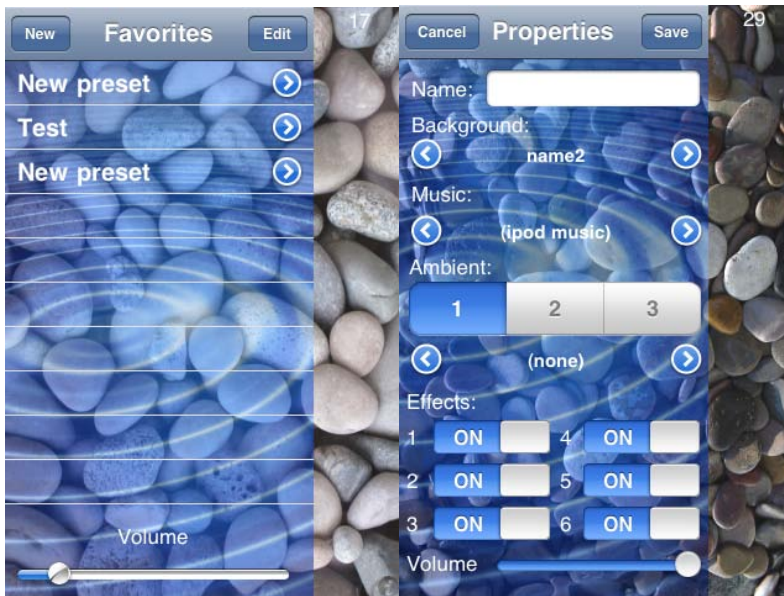 New Favorites Edit 17
New preset
Test
New preset
Volume
Cancel Properties Save 29
Name:
Background:
name2
Music:
(ipod music)
Ambient:
1 2 3
(none)
Effects:
1 ON 4 ON
2 ON 5 ON
3 ON 6 ON
Volume